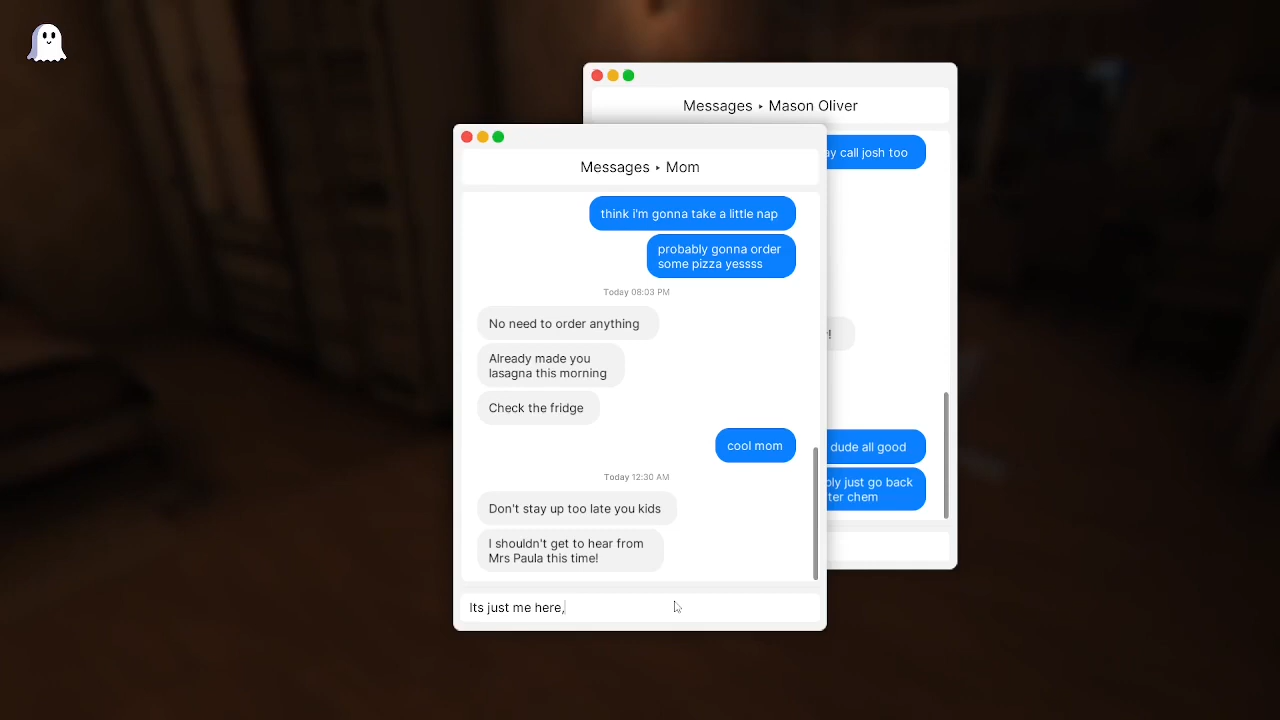 Messages ▸ Mason Oliver
call josh too
Messages ▸ Mom
think i'm gonna take a little nap
probably gonna order
some pizza yessss
Today 08:03 PM
No need to order anything
Already made you
lasagna this morning
Check the fridge
cool mom
Today 12:30 AM
Don't stay up too late you kids
I shouldn't get to hear from
Mrs Paula this time!
Its just me here,
dude all good
just go back
chem